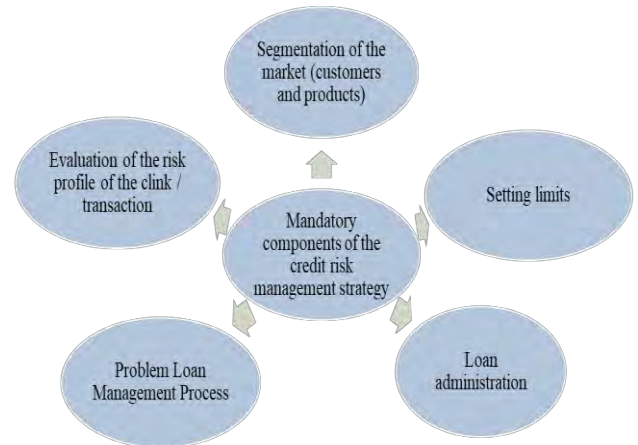 Segmentation of the
market (customers
and products)
Evaluation of the risk
profile of the clink /
transaction
Setting limits
Mandatory
components of the
credit risk
management strategy
Problem Loan
Management Process
Loan
administration